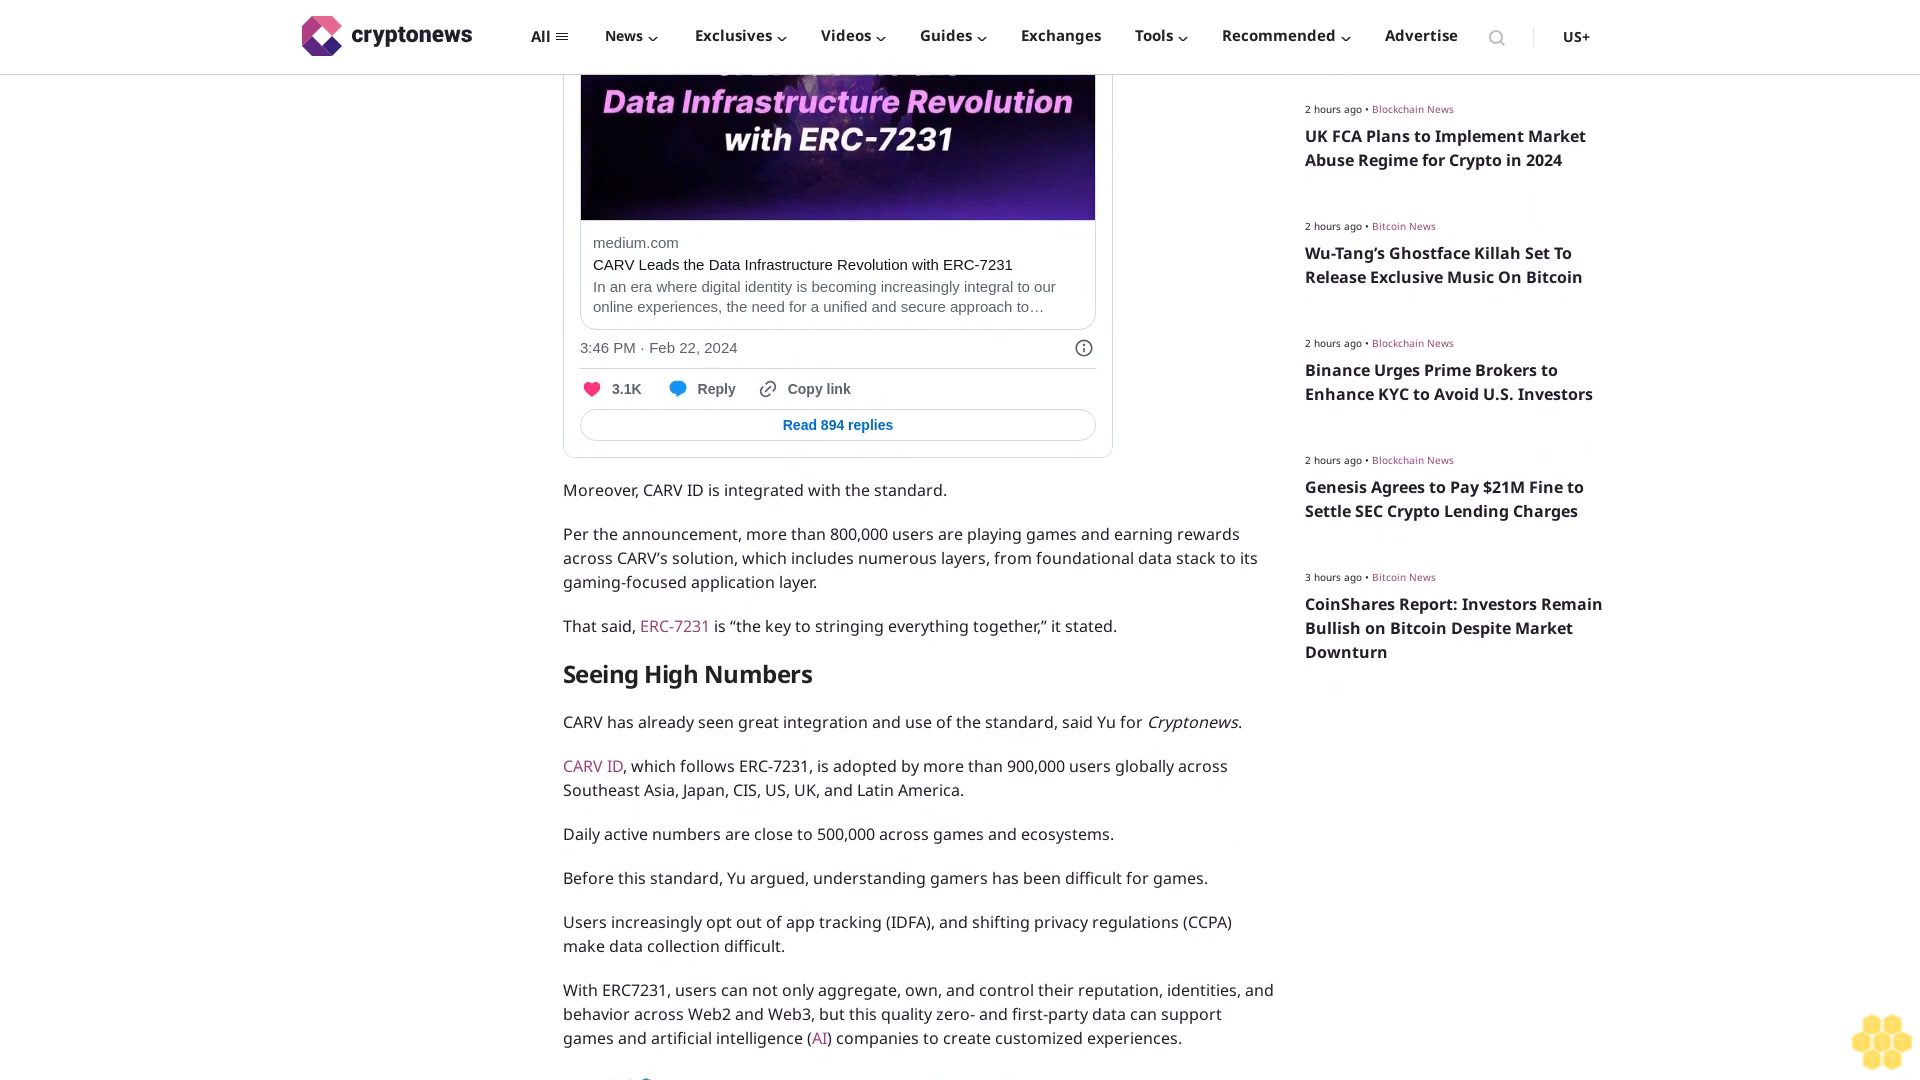 cryptonews
All
News
Exclusives
Videos
Guides
Exchanges
Tools
Recommended
Advertise
US+
Data Infrastructure Revolution
with ERC-7231
medium.com
CARV Leads the Data Infrastructure Revolution with ERC-7231
In an era where digital identity is becoming increasingly integral to our
online experiences, the need for a unified and secure approach to…
3:46 PM · Feb 22, 2024
3.1K
Reply
Copy link
Read 894 replies
Moreover, CARV ID is integrated with the standard.
Per the announcement, more than 800,000 users are playing games and earning rewards
across CARV’s solution, which includes numerous layers, from foundational data stack to its
gaming-focused application layer.
That said, ERC-7231 is “the key to stringing everything together,” it stated.
Seeing High Numbers
CARV has already seen great integration and use of the standard, said Yu for Cryptonews.
CARV ID, which follows ERC-7231, is adopted by more than 900,000 users globally across
Southeast Asia, Japan, CIS, US, UK, and Latin America.
Daily active numbers are close to 500,000 across games and ecosystems.
Before this standard, Yu argued, understanding gamers has been difficult for games.
Users increasingly opt out of app tracking (IDFA), and shifting privacy regulations (CCPA)
make data collection difficult.
With ERC7231, users can not only aggregate, own, and control their reputation, identities, and
behavior across Web2 and Web3, but this quality zero- and first-party data can support
games and artificial intelligence (AI) companies to create customized experiences.
2 hours ago • Blockchain News
UK FCA Plans to Implement Market
Abuse Regime for Crypto in 2024
2 hours ago • Bitcoin News
Wu-Tang’s Ghostface Killah Set To
Release Exclusive Music On Bitcoin
2 hours ago • Blockchain News
Binance Urges Prime Brokers to
Enhance KYC to Avoid U.S. Investors
2 hours ago • Blockchain News
Genesis Agrees to Pay $21M Fine to
Settle SEC Crypto Lending Charges
3 hours ago • Bitcoin News
CoinShares Report: Investors Remain
Bullish on Bitcoin Despite Market
Downturn